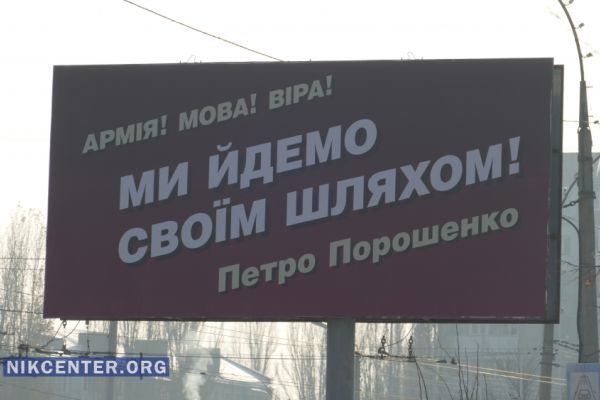 АРМІЯ! МОВА! ВІРА!
МИ ЙДЕМО
СВОЇМ ШЛЯХОМ!
Петро Порошенко
NIKCENTER.ORG